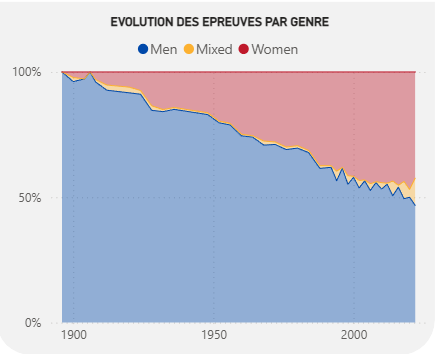 EVOLUTION DES EPREUVES PAR GENRE
Men Mixed Women
100%
50%
0%
1900 1950 2000